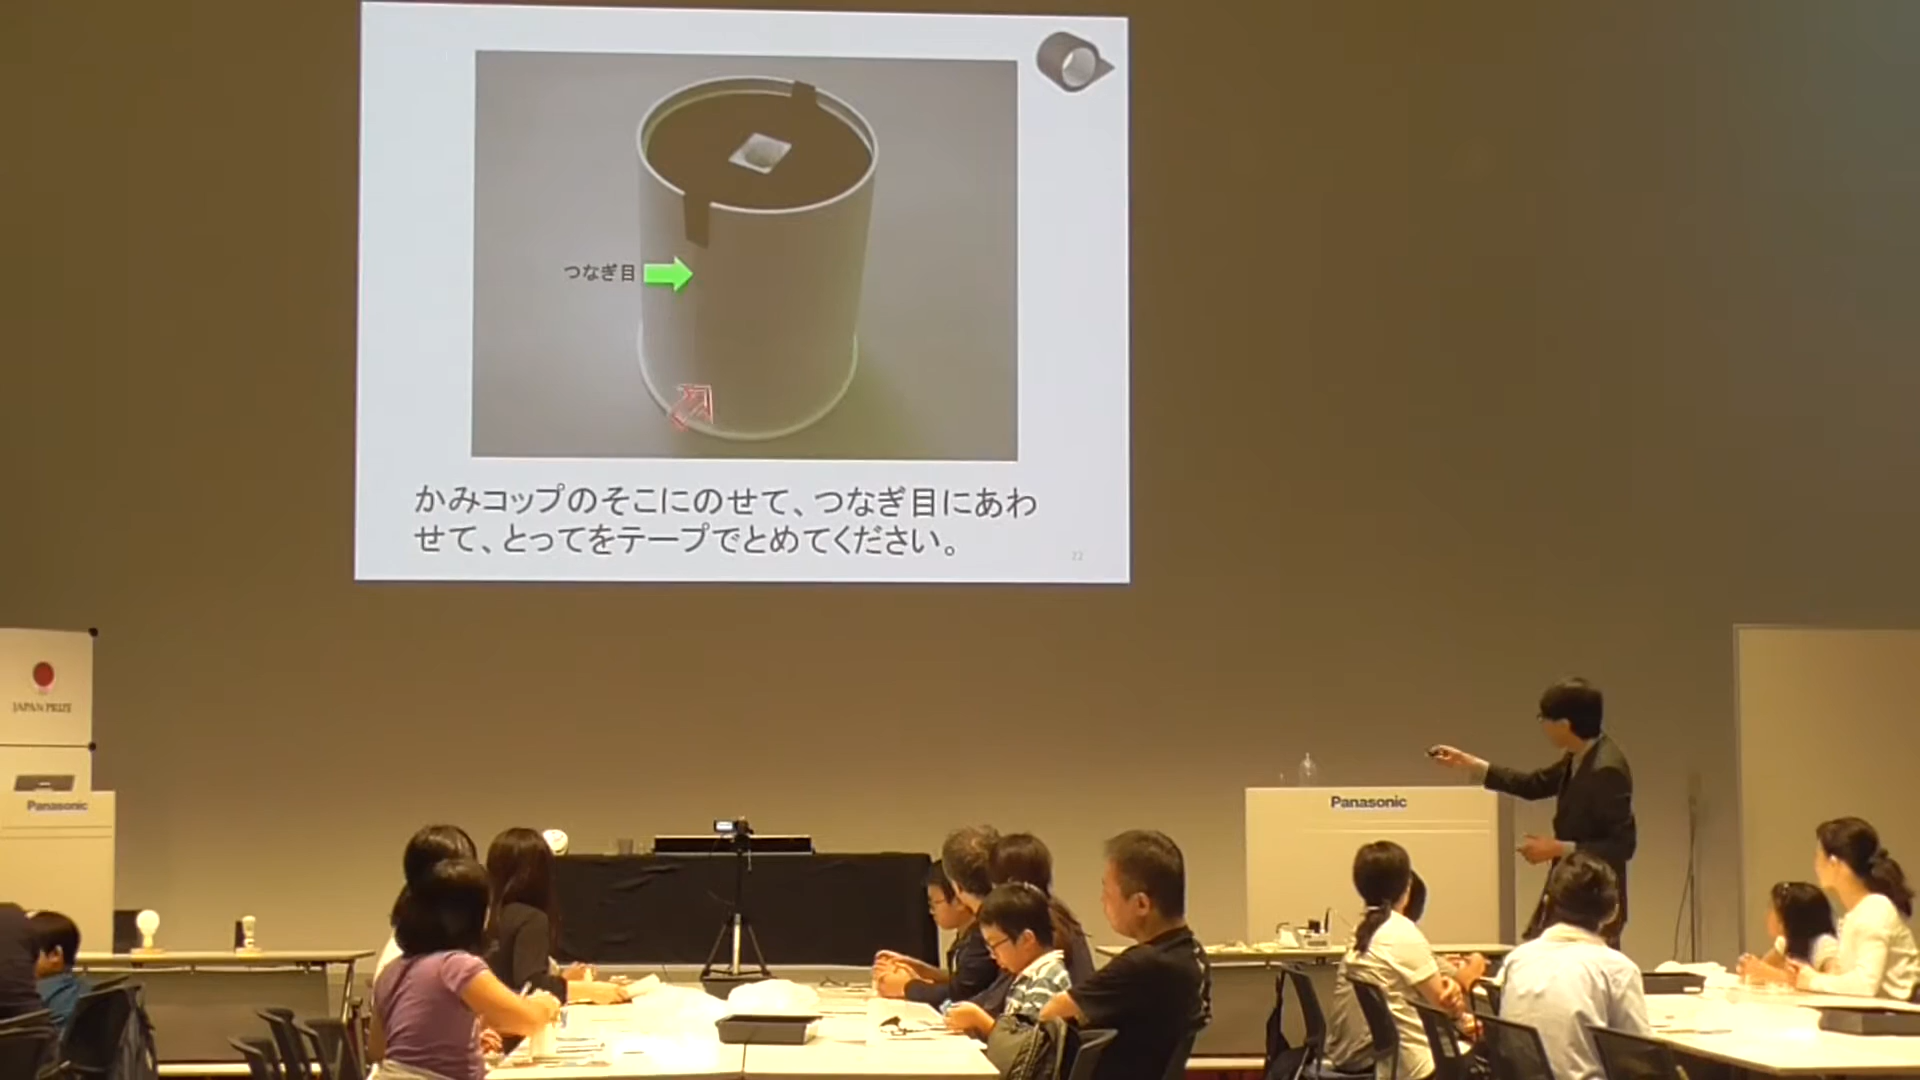 つなぎ目
かみコップのそこにのせて、つなぎ目にあわ
せて、とってをテープでとめてください。
22
JAPAN PRIZE
Panasonic
Panasonic